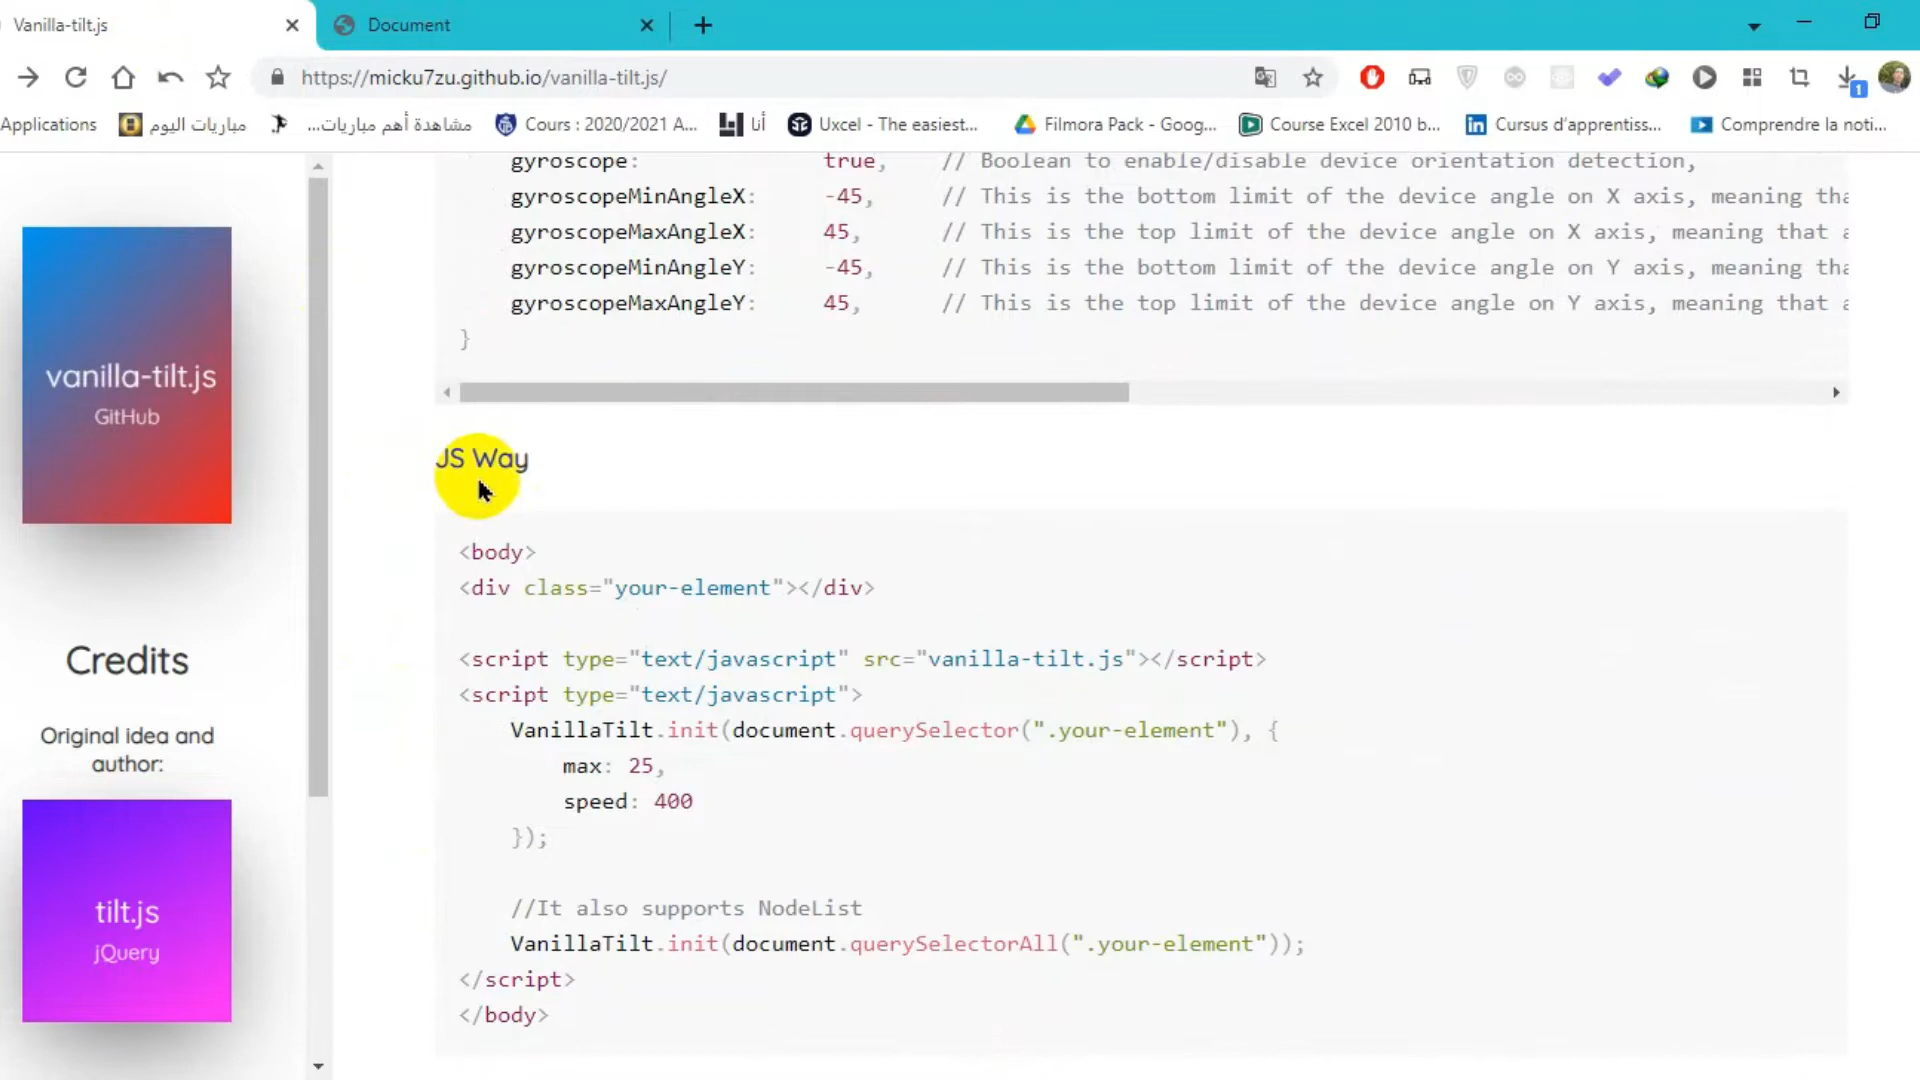 Vanilla-tilt.js
Document
https://micku7zu.github.io/vanilla-tilt.js/
Applications
مباريات اليوم
مشاهدة أهم مباريات...
Cours : 2020/2021 A...
أنا
Uxcel - The easiest...
Filmora Pack - Goog...
Course Excel 2010 b...
Cursus d'apprentiss...
Comprendre la noti...
1
gyroscope: true, // Boolean to enable/disable device orientation detection,
gyroscopeMinAngleX: -45, // This is the bottom limit of the device angle on X axis, meaning tha
gyroscopeMaxAngleX: 45, // This is the top limit of the device angle on X axis, meaning that a
gyroscopeMinAngleY: -45, // This is the bottom limit of the device angle on Y axis, meaning tha
gyroscopeMaxAngleY: 45, // This is the top limit of the device angle on Y axis, meaning that a
}
vanilla-tilt.js
GitHub
Credits
Original idea and
author:
tilt.js
jQuery
JS Way
<body>
<div class="your-element"></div>
<script type="text/javascript" src="vanilla-tilt.js"></script>
<script type="text/javascript">
VanillaTilt.init(document.querySelector(".your-element"), {
max: 25,
speed: 400
});
//It also supports NodeList
VanillaTilt.init(document.querySelectorAll(".your-element"));
</script>
</body>